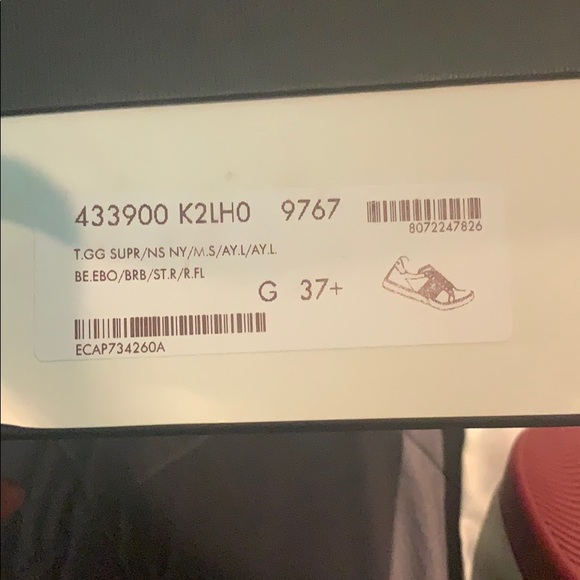 433900 K2LH0 9767
8072247826
T.GG SUPR/NS NY/M.S/AY.L/AY.L
BE.EBO/BRB/ST.R/R.FL
G 37+
ECAP734260A